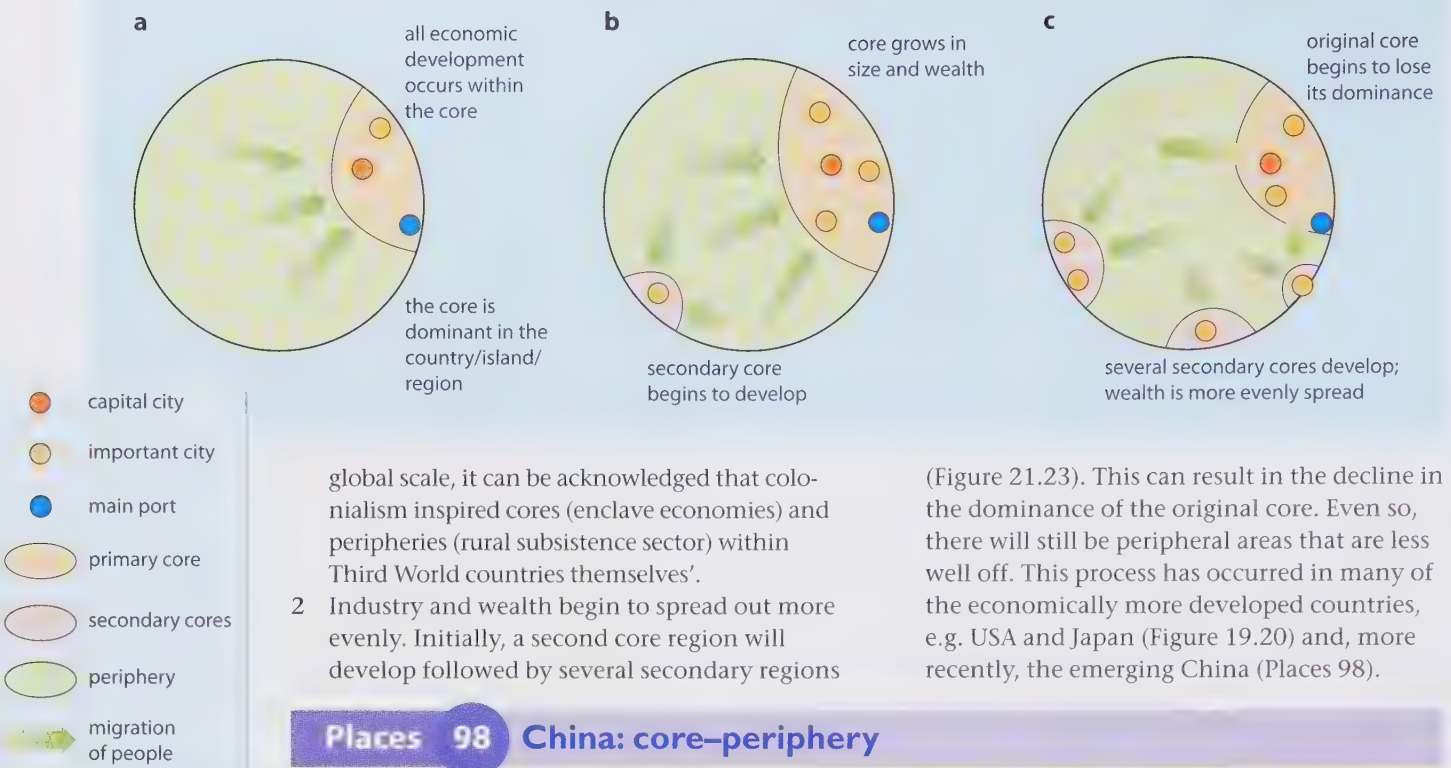 a
all economic
development
occurs within
the core
the core is
dominant in the
country/island/
region
b
core grows in
size and wealth
secondary core
begins to develop
c
original core
begins to lose
its dominance
several secondary cores develop;
wealth is more evenly spread
capital city
important city
main port
primary core
secondary cores
periphery
migration
of people
global scale, it can be acknowledged that colo-
nialism inspired cores (enclave economies) and
peripheries (rural subsistence sector) within
Third World countries themselves’.
2 Industry and wealth begin to spread out more
evenly. Initially, a second core region will
develop followed by several secondary regions
(Figure 21.23). This can result in the decline in
the dominance of the original core. Even so,
there will still be peripheral areas that are less
well off. This process has occurred in many of
the economically more developed countries,
e.g. USA and Japan (Figure 19.20) and, more
recently, the emerging China (Places 98).
Places 98 China: core–periphery